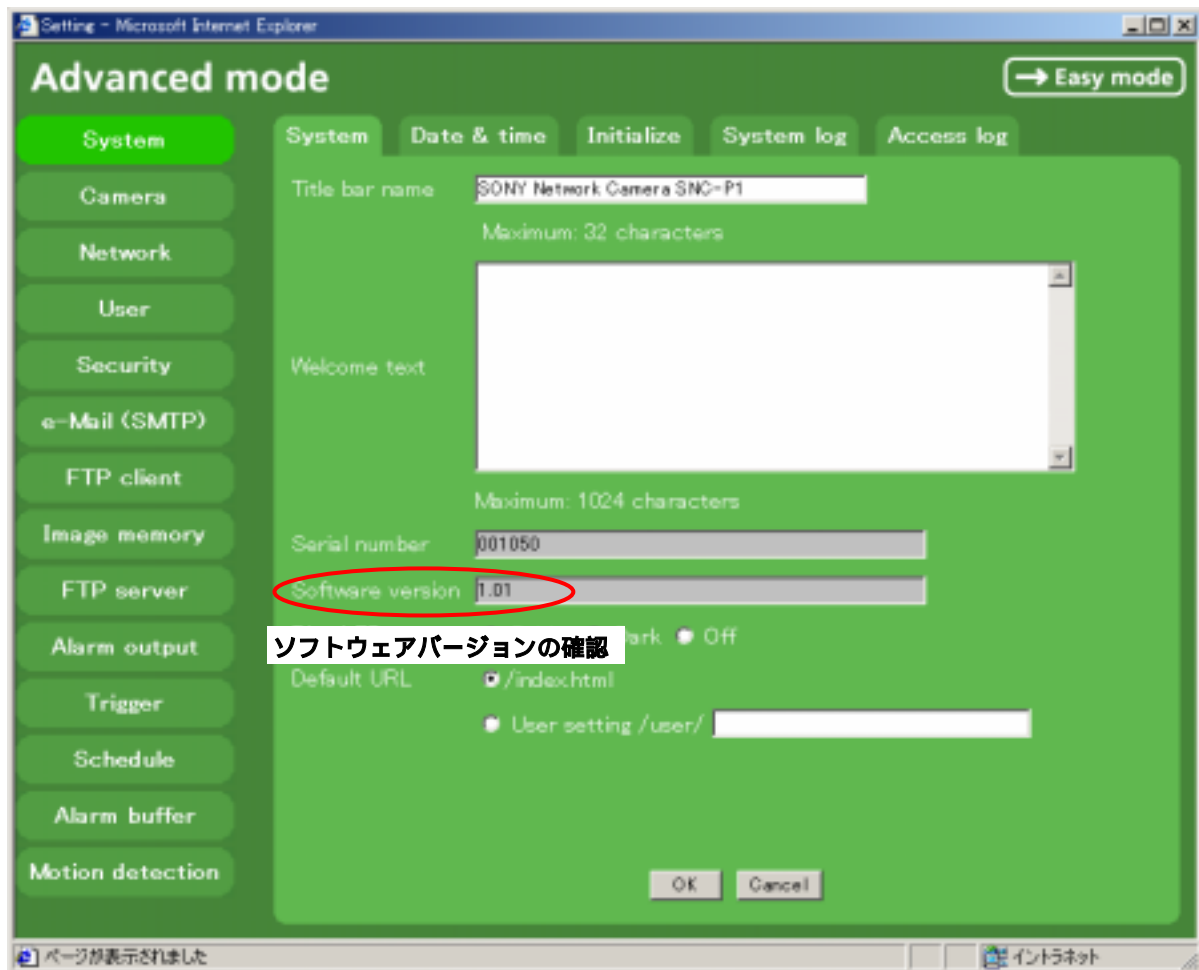 Setting - Microsoft Internet Explorer
Advanced mode
→ Easy mode
System
Camera
Network
User
Security
e-Mail (SMTP)
FTP client
Image memory
FTP server
Alarm output
Trigger
Schedule
Alarm buffer
Motion detection
System Date & time Initialize System log Access log
Title bar name SONY Network Camera SNC-P1
Maximum: 32 characters
Welcome text
Maximum: 1024 characters
Serial number 001050
Software version 1.01
ソフトウェアバージョンの確認
Off
Default URL /index.html
User setting /user/
OK Cancel
ページが表示されました
イントラネット